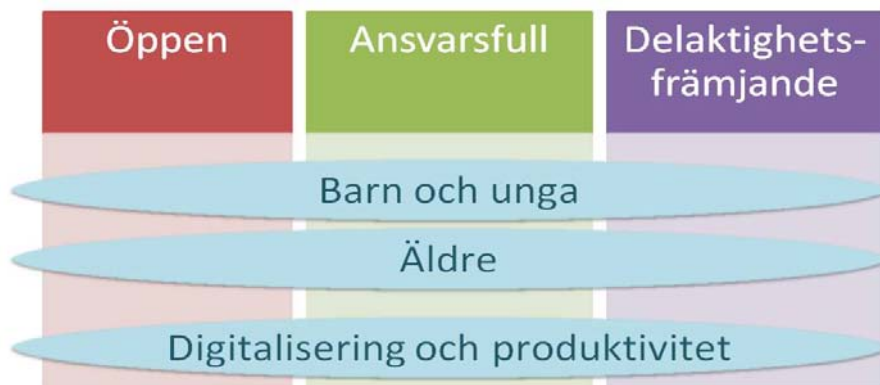 Öppen
Ansvarsfull
Delaktighets-
främjande
Barn och unga
Äldre
Digitalisering och produktivitet